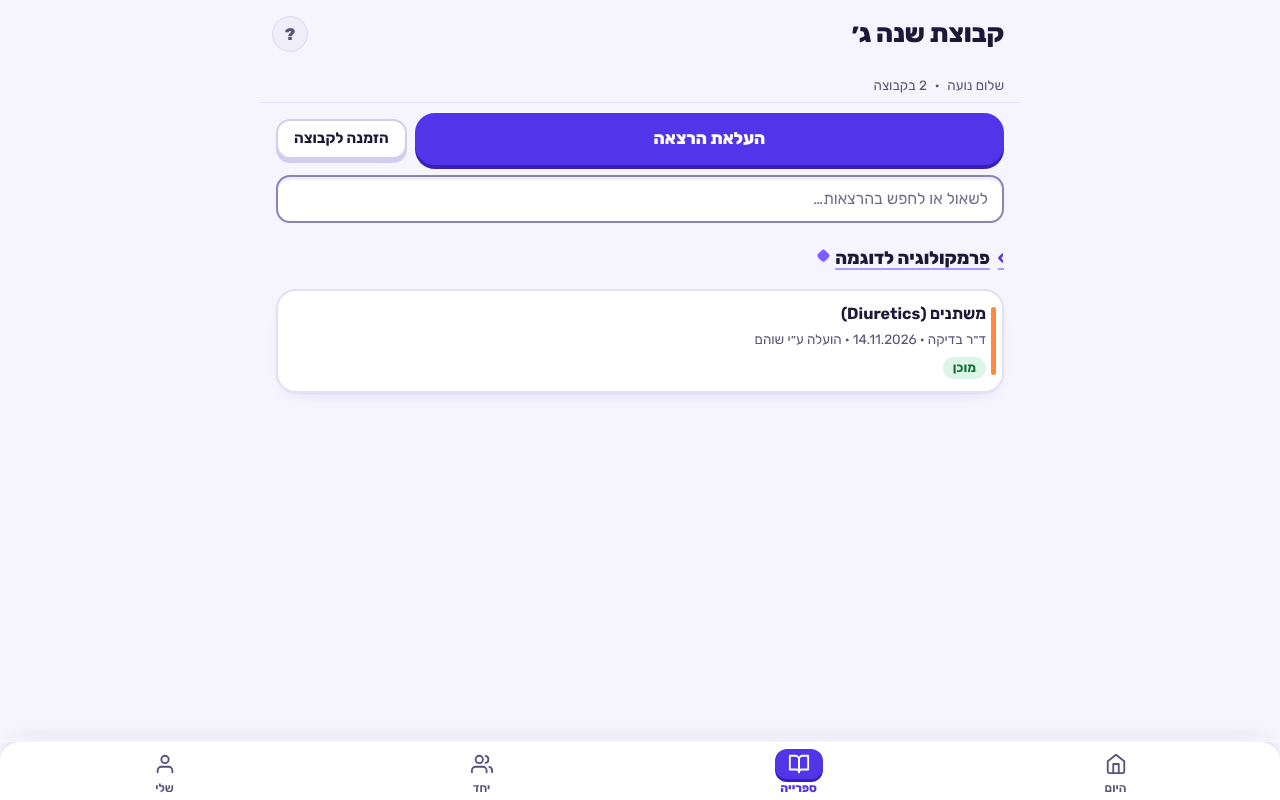 קבוצת שנה ג׳
?
שלום נועה • 2 בקבוצה
העלאת הרצאה
הזמנה לקבוצה
לשאול או לחפש בהרצאות...
פרמקולוגיה לדוגמה
משתנים (Diuretics)
ד״ר בדיקה • 14.11.2026 • הועלה ע״י שוהם
מוכן
היום
ספרייה
יחד
שלי